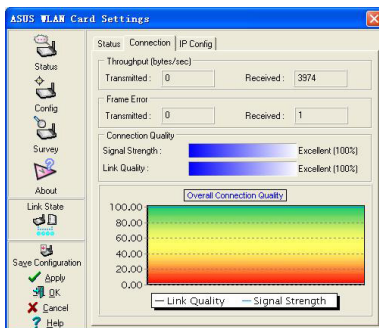 ASUS WLAN Card Settings
Status
Config
Survey
About
Link State
Save Configuration
Apply
OK
Cancel
Help
Status Connection IP Config
Throughput (bytes/sec)
Transmitted : 0 Received : 3974
Frame Error
Transmitted : 0 Received : 1
Connection Quality
Signal Strength : Excellent (100%)
Link Quality : Excellent (100%)
Overall Connection Quality
100.00
80.00
60.00
40.00
20.00
0.00
Link Quality Signal Strength